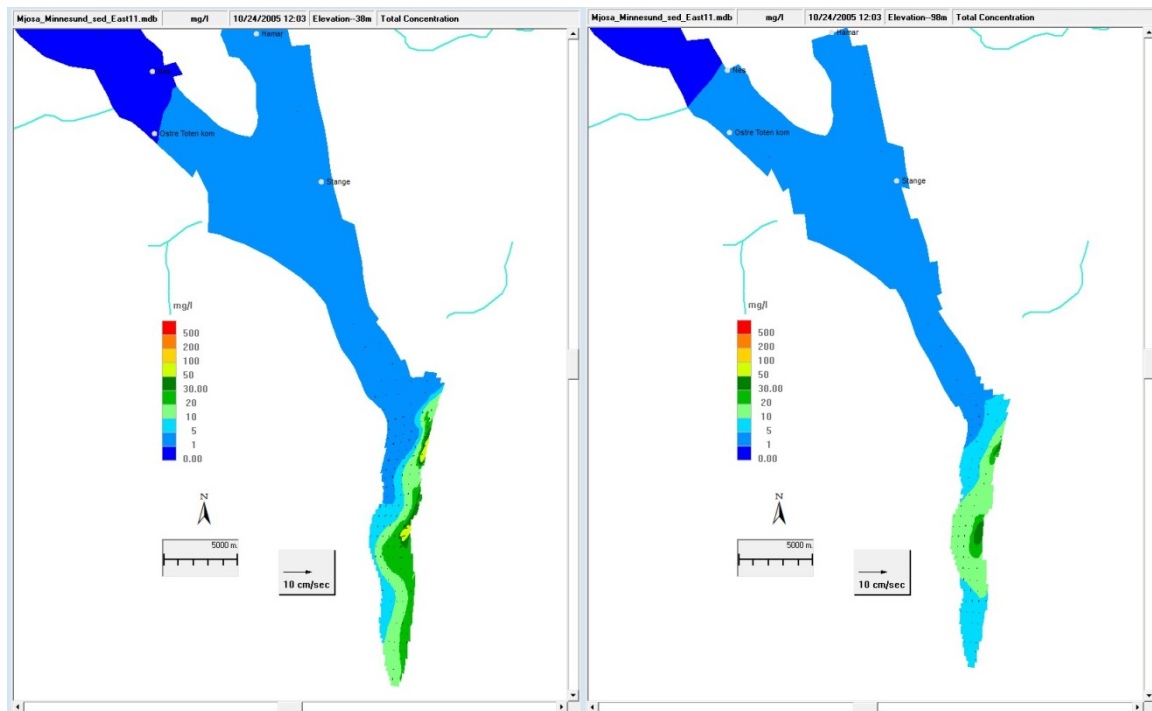 Mjosa_Minnesund_sed_East11.mdb mg/l 10/24/2005 12:03 Elevation--38m Total Concentration
Hamar
Ostre Toten kom
Stange
mg/l
500
200
100
50
30.00
20
10
5
1
0.00
N
5000 m.
10 cm/sec
Mjosa_Minnesund_sed_East11.mdb mg/l 10/24/2005 12:03 Elevation--98m Total Concentration
Hamar
Nes
Ostre Toten kom
Stange
mg/l
500
200
100
50
30.00
20
10
5
1
0.00
N
5000 m.
10 cm/sec